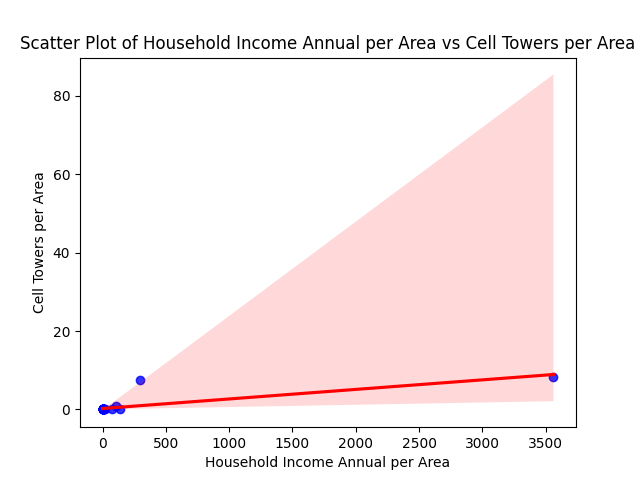 Scatter Plot of Household Income Annual per Area vs Cell Towers per Area
80
60
40
20
0
Cell Towers per Area
0 500 1000 1500 2000 2500 3000 3500
Household Income Annual per Area